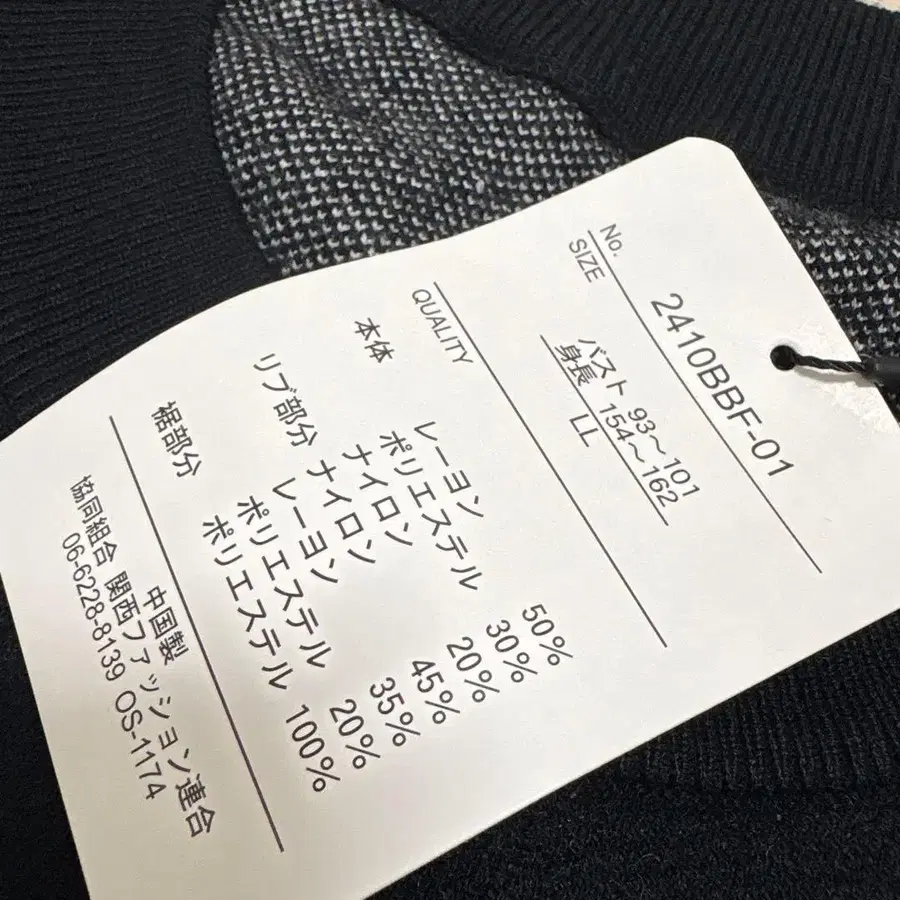 No. 2410BBF-01
SIZE
バスト 93〜101
身長 154〜162
LL
QUALITY
本体 レーヨン 50%
ポリエステル 30%
ナイロン 20%
リブ部分 ナイロン 45%
レーヨン 35%
ポリエステル 20%
裾部分 ポリエステル 100%
中国製
協同組合 関西ファッション連合
06-6228-8139 OS-1174